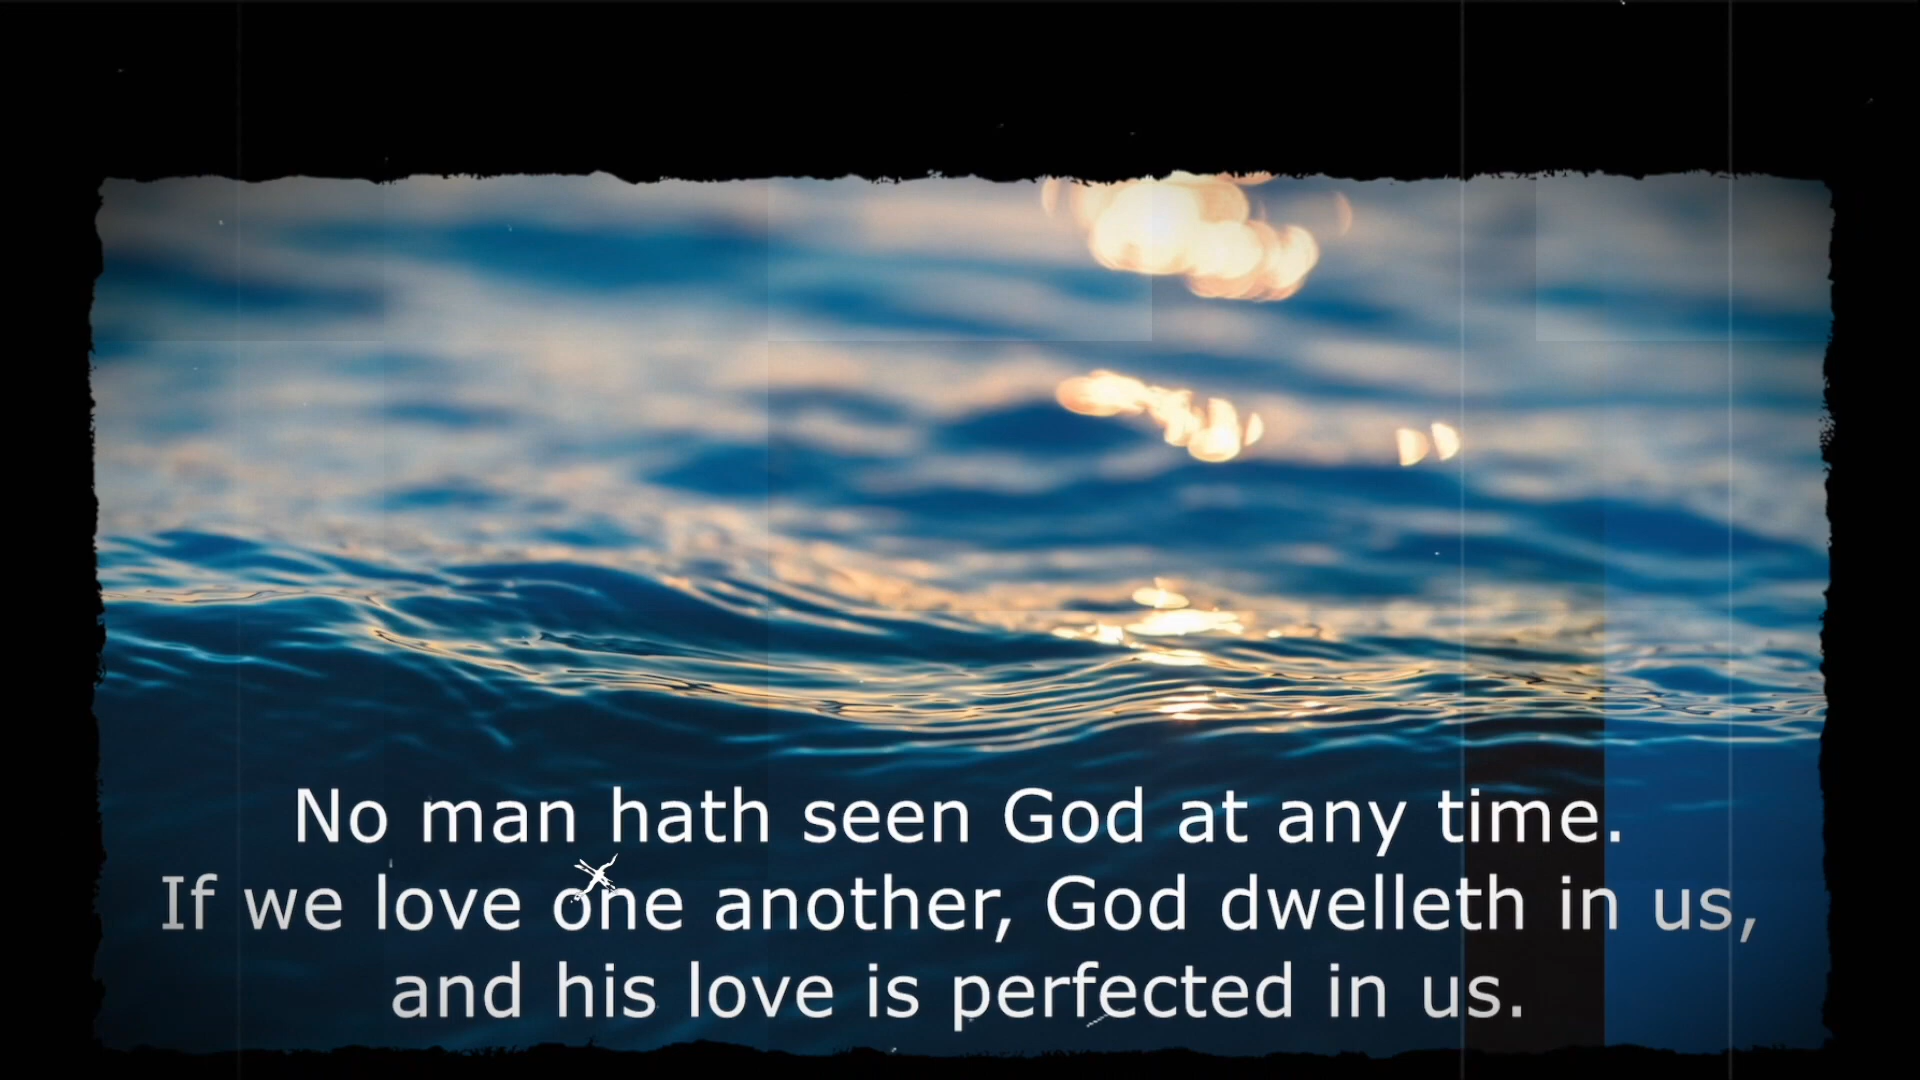 No man hath seen God at any time.
If we love one another, God dwelleth in us,
and his love is perfected in us.